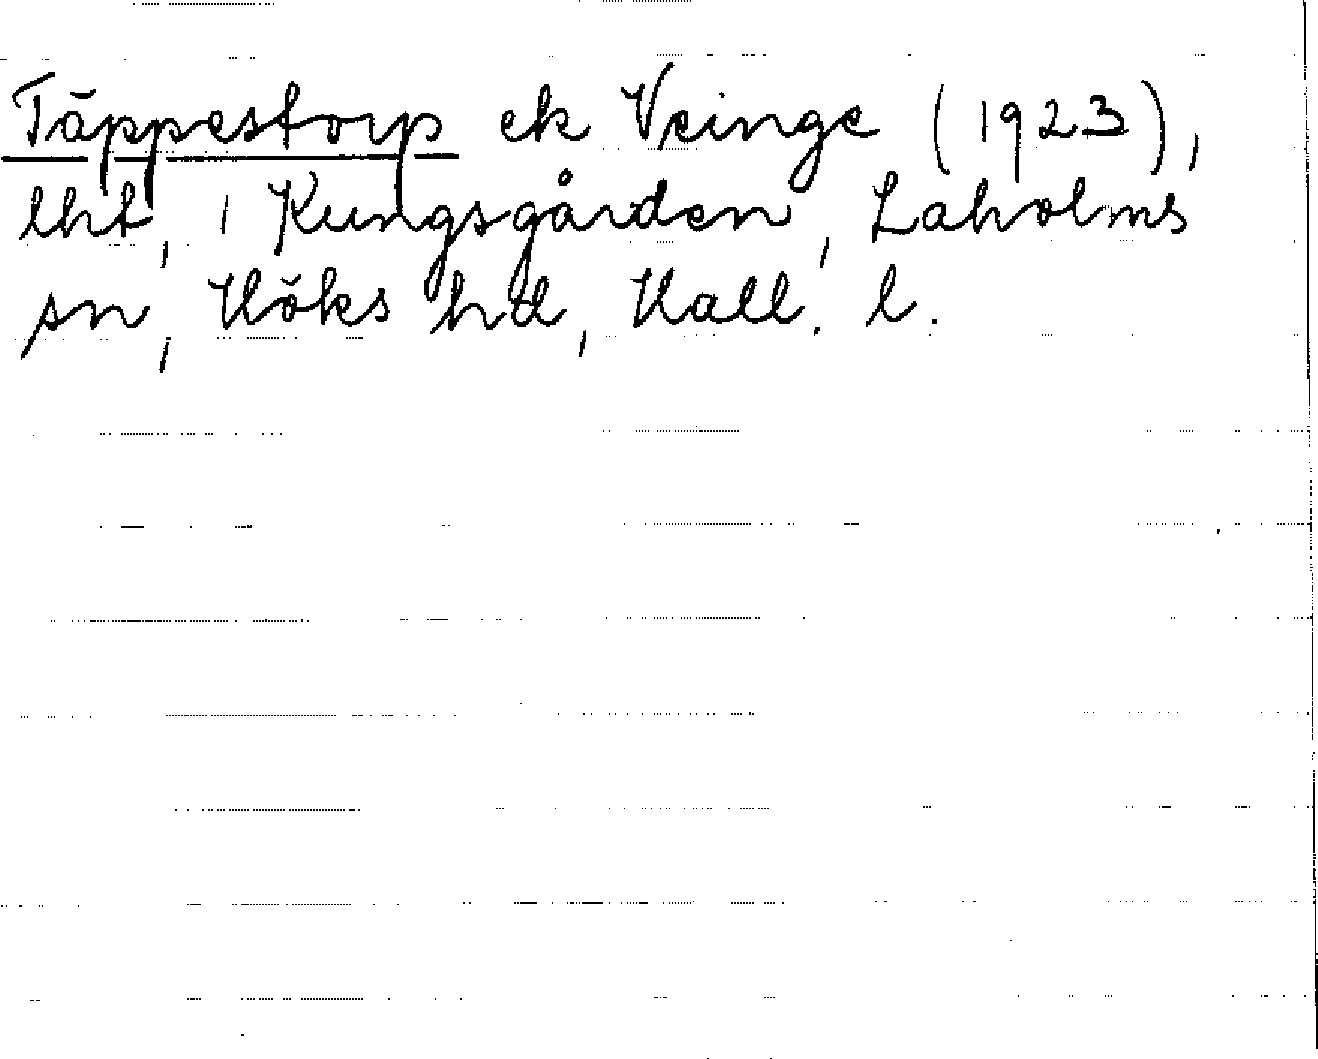 Täppestorp ek Veinge (1923),
lht, i Kungsgården, Laholms
sn, Höks hd, Hall. l.